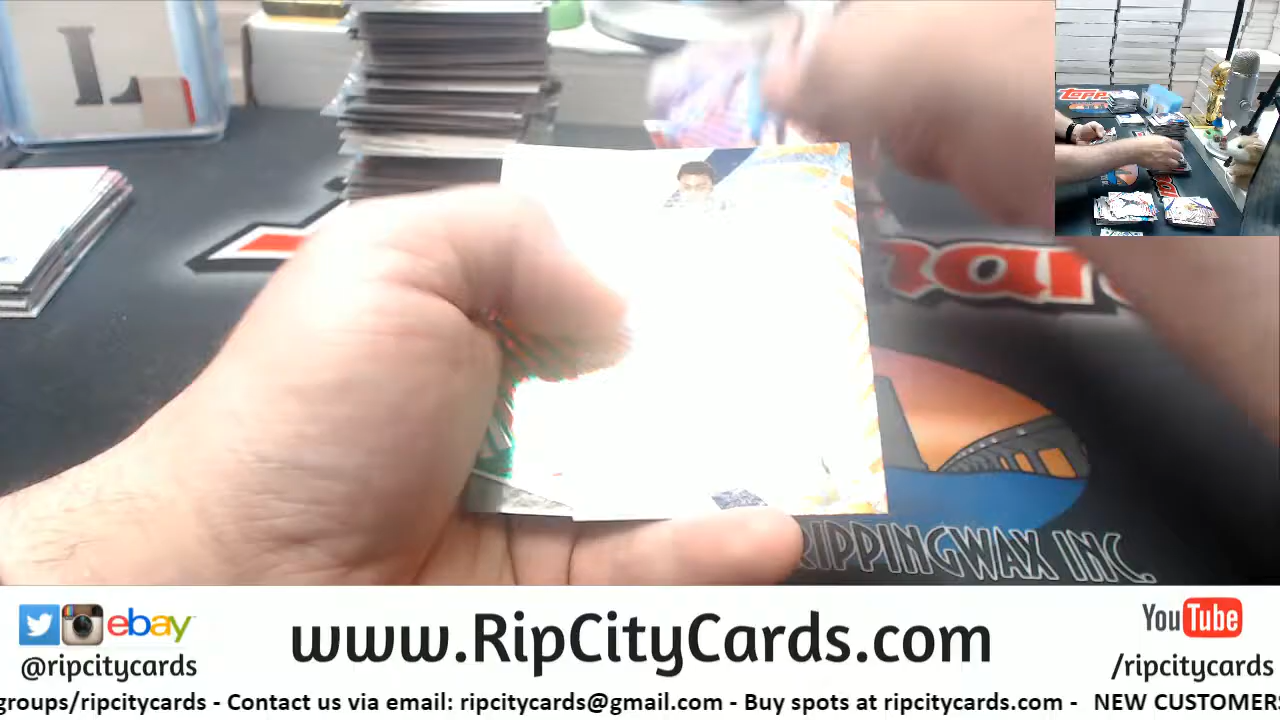 L
TOPP
RIPPINGWAX INC.
ebay
@ripcitycards
www.RipCityCards.com
YouTube
/ripcitycards
groups/ripcitycards - Contact us via email: ripcitycards@gmail.com - Buy spots at ripcitycards.com - NEW CUSTOMERS